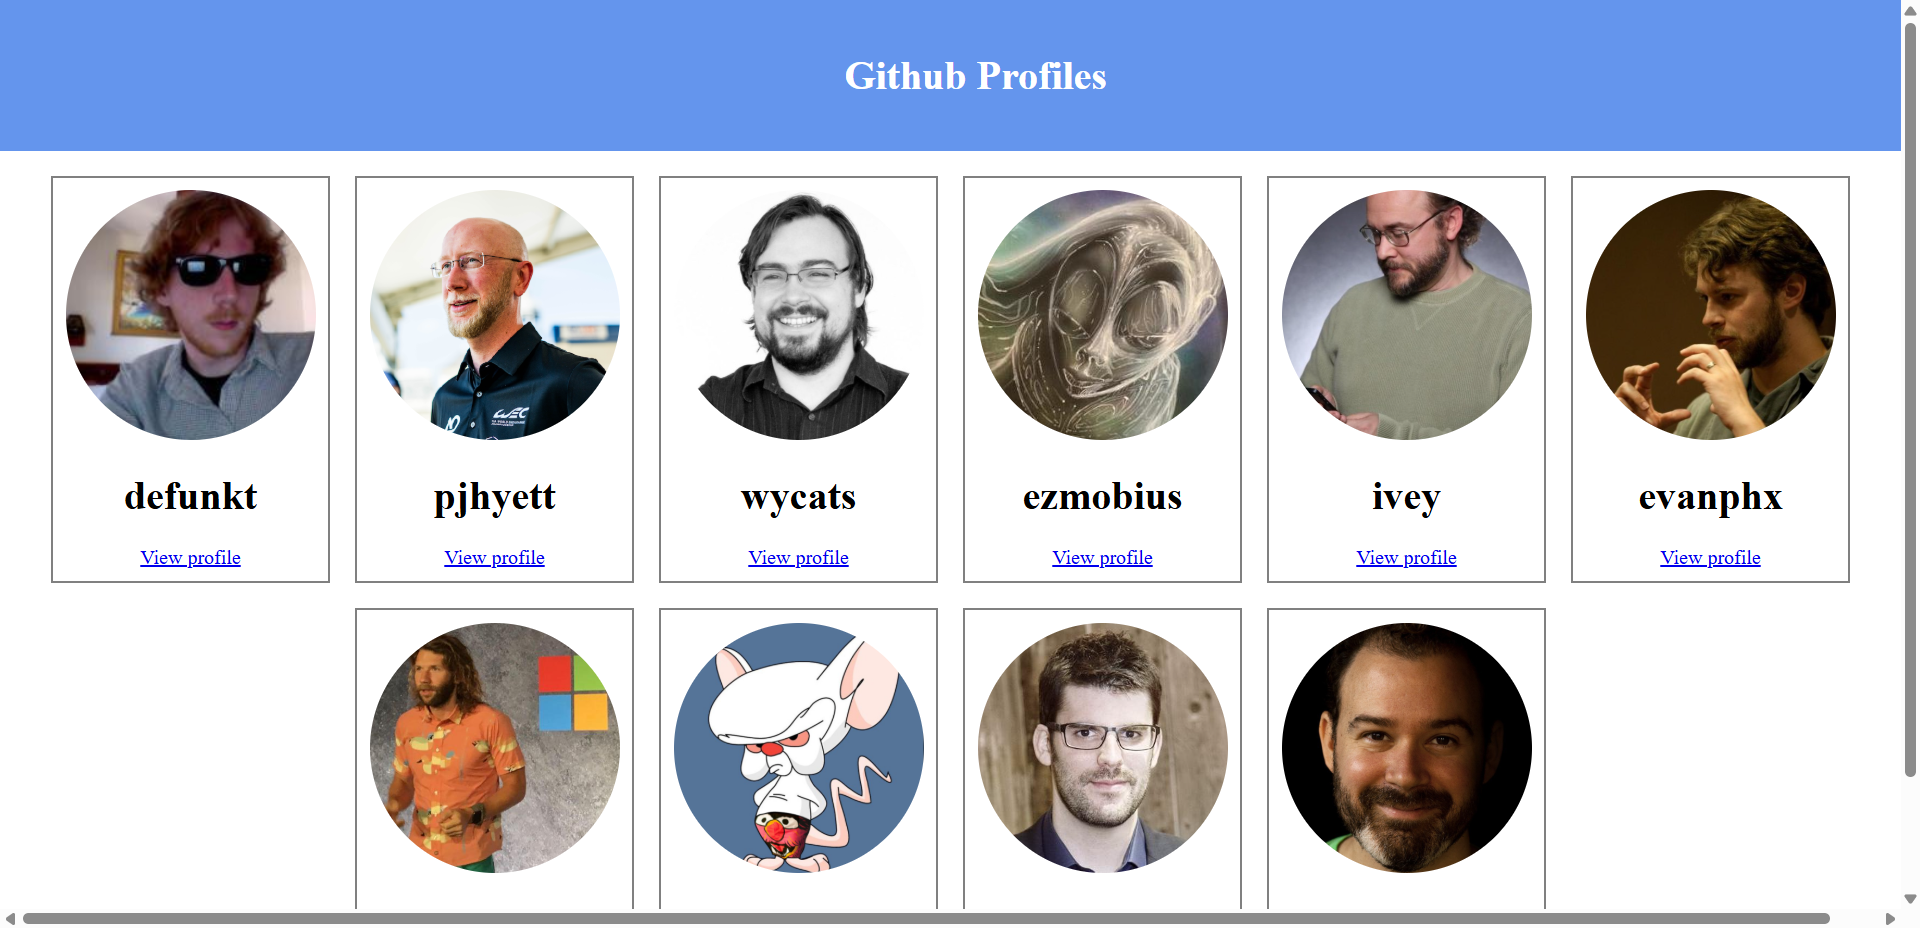 Github Profiles
defunkt
View profile
pjhyett
View profile
wycats
View profile
ezmobius
View profile
ivey
View profile
evanphx
View profile
WEC